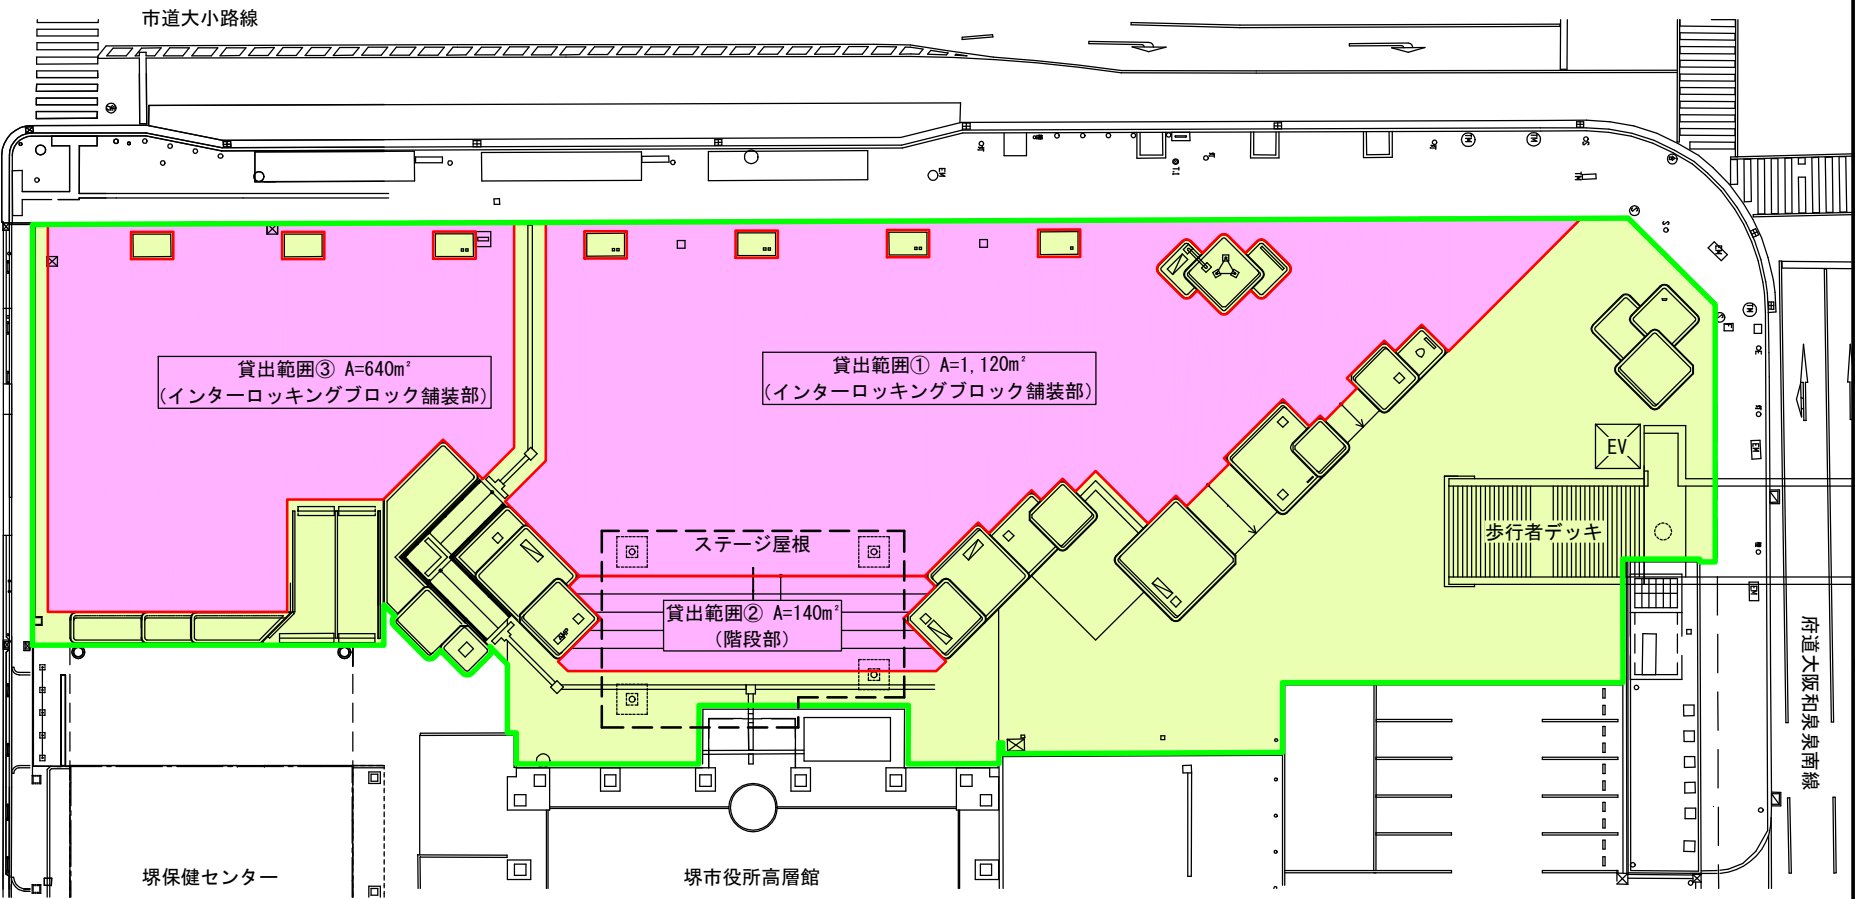 市道大小路線
貸出範囲③ A=640m²
(インターロッキングブロック舗装部)
貸出範囲① A=1,120m²
(インターロッキングブロック舗装部)
EV
歩行者デッキ
ステージ屋根
貸出範囲② A=140m²
(階段部)
府道大阪和泉泉南線
堺保健センター
堺市役所高層館